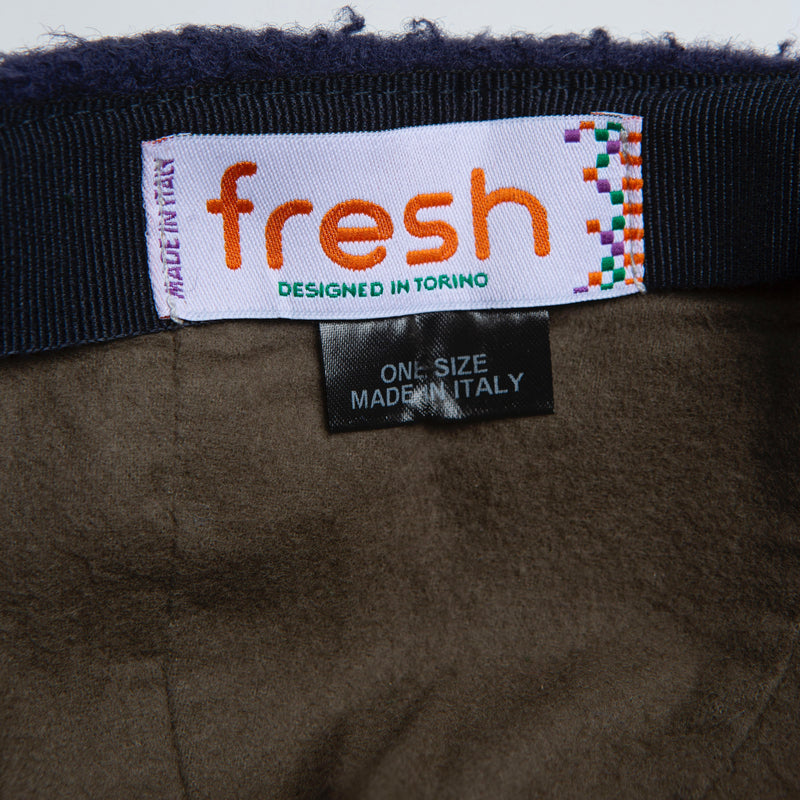 MADE IN ITALY
fresh
DESIGNED IN TORINO
ONE SIZE
MADE IN ITALY